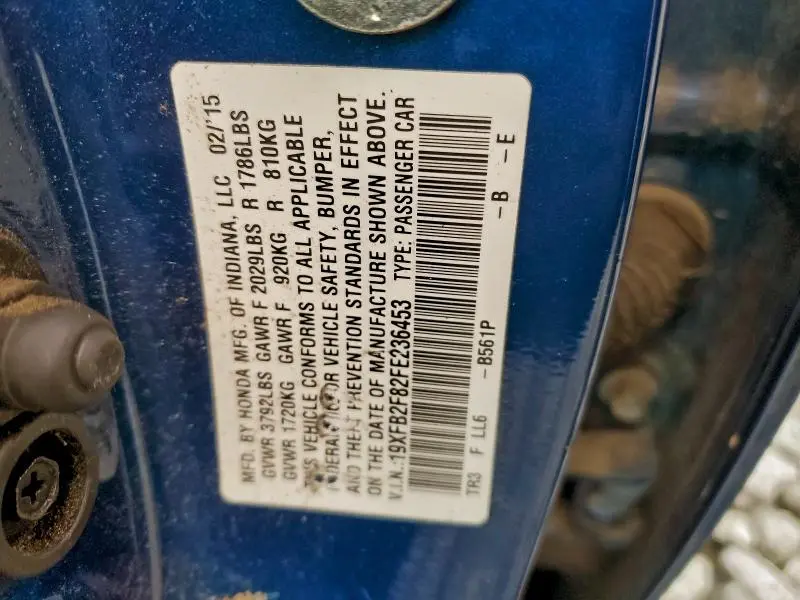 MFD. BY HONDA MFG. OF INDIANA, LLC 02/'15
GVWR 3792LBS GAWR F 2029LBS R 1786LBS
GVWR 1720KG GAWR F 920KG R 810KG
THIS VEHICLE CONFORMS TO ALL APPLICABLE
FEDERAL MOTOR VEHICLE SAFETY, BUMPER,
AND THEFT PREVENTION STANDARDS IN EFFECT
ON THE DATE OF MANUFACTURE SHOWN ABOVE.
V.I.N.: 19XFB2F82FE236453 TYPE: PASSENGER CAR
TR3 F LL6 -B561P -B -E